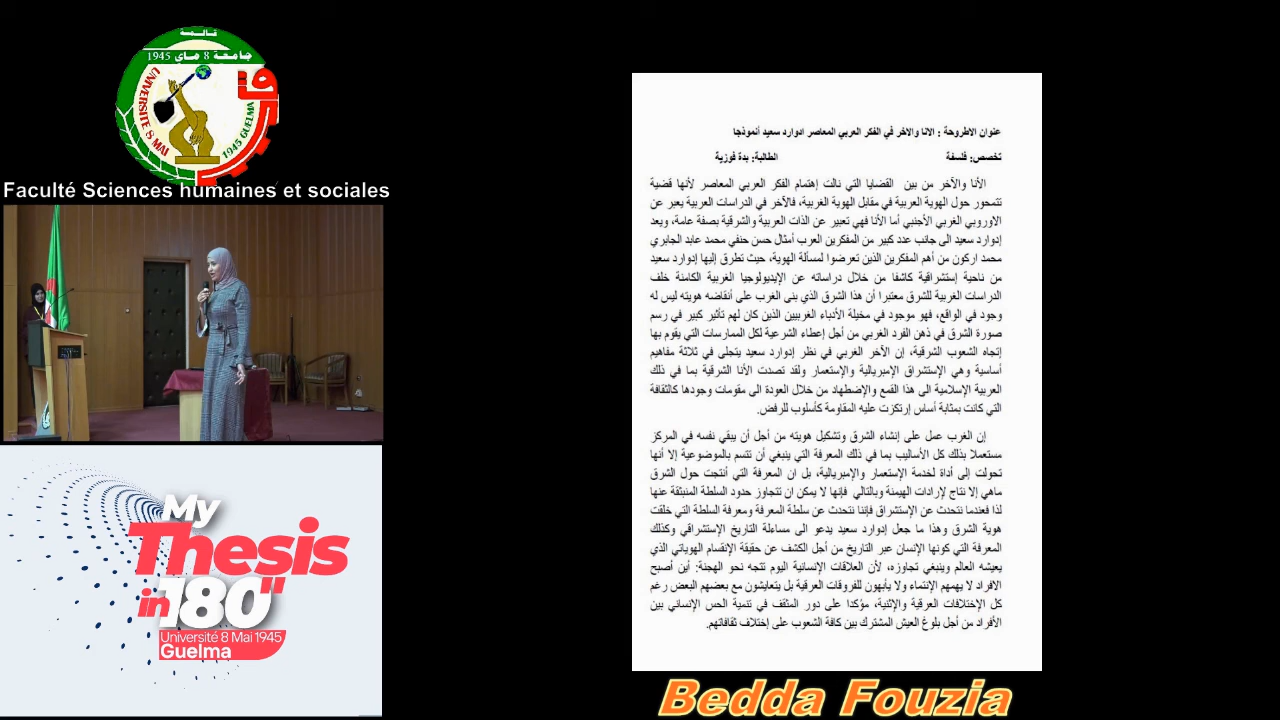 قالمة
جامعة 8 ماي 1945
UNIVERSITE 8 MAI
1945 GUELMA
Faculté Sciences humaines et sociales
My
Thesis
in 180"
Université 8 Mai 1945
Guelma
عنوان الاطروحة : الانا والاخر في الفكر العربي المعاصر ادوارد سعيد أنموذجا
تخصص: فلسفة الطالبة: بدة فوزية
الأنا والآخر من بين القضايا التي نالت إهتمام الفكر العربي المعاصر لأنها قضية
تتمحور حول الهوية العربية في مقابل الهوية الغربية، فالآخر في الدراسات العربية يعبر عن
الاوروبي الغربي الأجنبي أما الأنا فهي تعبير عن الذات العربية والشرقية بصفة عامة، ويعد
إدوارد سعيد الى جانب عدد كبير من المفكرين العرب أمثال حسن حنفي محمد عابد الجابري
محمد اركون من أهم المفكرين الذين تعرضوا لمسألة الهوية، حيث تطرق إليها إدوارد سعيد
من ناحية إستشراقية كاشفا من خلال دراساته عن الإيديولوجيا الغربية الكامنة خلف
الدراسات الغربية للشرق معتبرا أن هذا الشرق الذي بنى الغرب على أنقاضه هويته ليس له
وجود في الواقع، فهو موجود في مخيلة الأدباء الغربيين الذين كان لهم تأثير كبير في رسم
صورة الشرق في ذهن الفرد الغربي من أجل إعطاء الشرعية لكل الممارسات التي يقوم بها
إتجاه الشعوب الشرقية، إن الآخر الغربي في نظر إدوارد سعيد يتجلى في ثلاثة مفاهيم
أساسية وهي الإستشراق الإمبريالية والإستعمار ولقد تصدت الأنا الشرقية بما في ذلك
العربية الإسلامية الى هذا القمع والإضطهاد من خلال العودة الى مقومات وجودها كالثقافة
التي كانت بمثابة أساس إرتكزت عليه المقاومة كأسلوب للرفض.
إن الغرب عمل على إنشاء الشرق وتشكيل هويته من أجل أن يبقي نفسه في المركز
مستعملا بذلك كل الأساليب بما في ذلك المعرفة التي ينبغي أن تتسم بالموضوعية إلا أنها
تحولت إلى أداة لخدمة الإستعمار والإمبريالية، بل ان المعرفة التي أنتجت حول الشرق
ماهي إلا نتاج لإرادات الهيمنة وبالتالي فإنها لا يمكن ان تتجاوز حدود السلطة المنبثقة عنها
لذا فعندما نتحدث عن الإستشراق فإننا نتحدث عن سلطة المعرفة ومعرفة السلطة التي خلقت
هوية الشرق وهذا ما جعل إدوارد سعيد يدعو الى مساءلة التاريخ الإستشراقي وكذلك
المعرفة التي كونها الإنسان عبر التاريخ من أجل الكشف عن حقيقة الإنقسام الهوياتي الذي
يعيشه العالم وينبغي تجاوزه، لأن العلاقات الإنسانية اليوم تتجه نحو الهجنة: أين أصبح
الافراد لا يهمهم الإنتماء ولا يأبهون للفروقات العرقية بل يتعايشون مع بعضهم البعض رغم
كل الإختلافات العرقية والإثنية، مؤكدا على دور المثقف في تنمية الحس الإنساني بين
الأفراد من أجل بلوغ العيش المشترك بين كافة الشعوب على إختلاف ثقافاتهم.
Bedda Fouzia